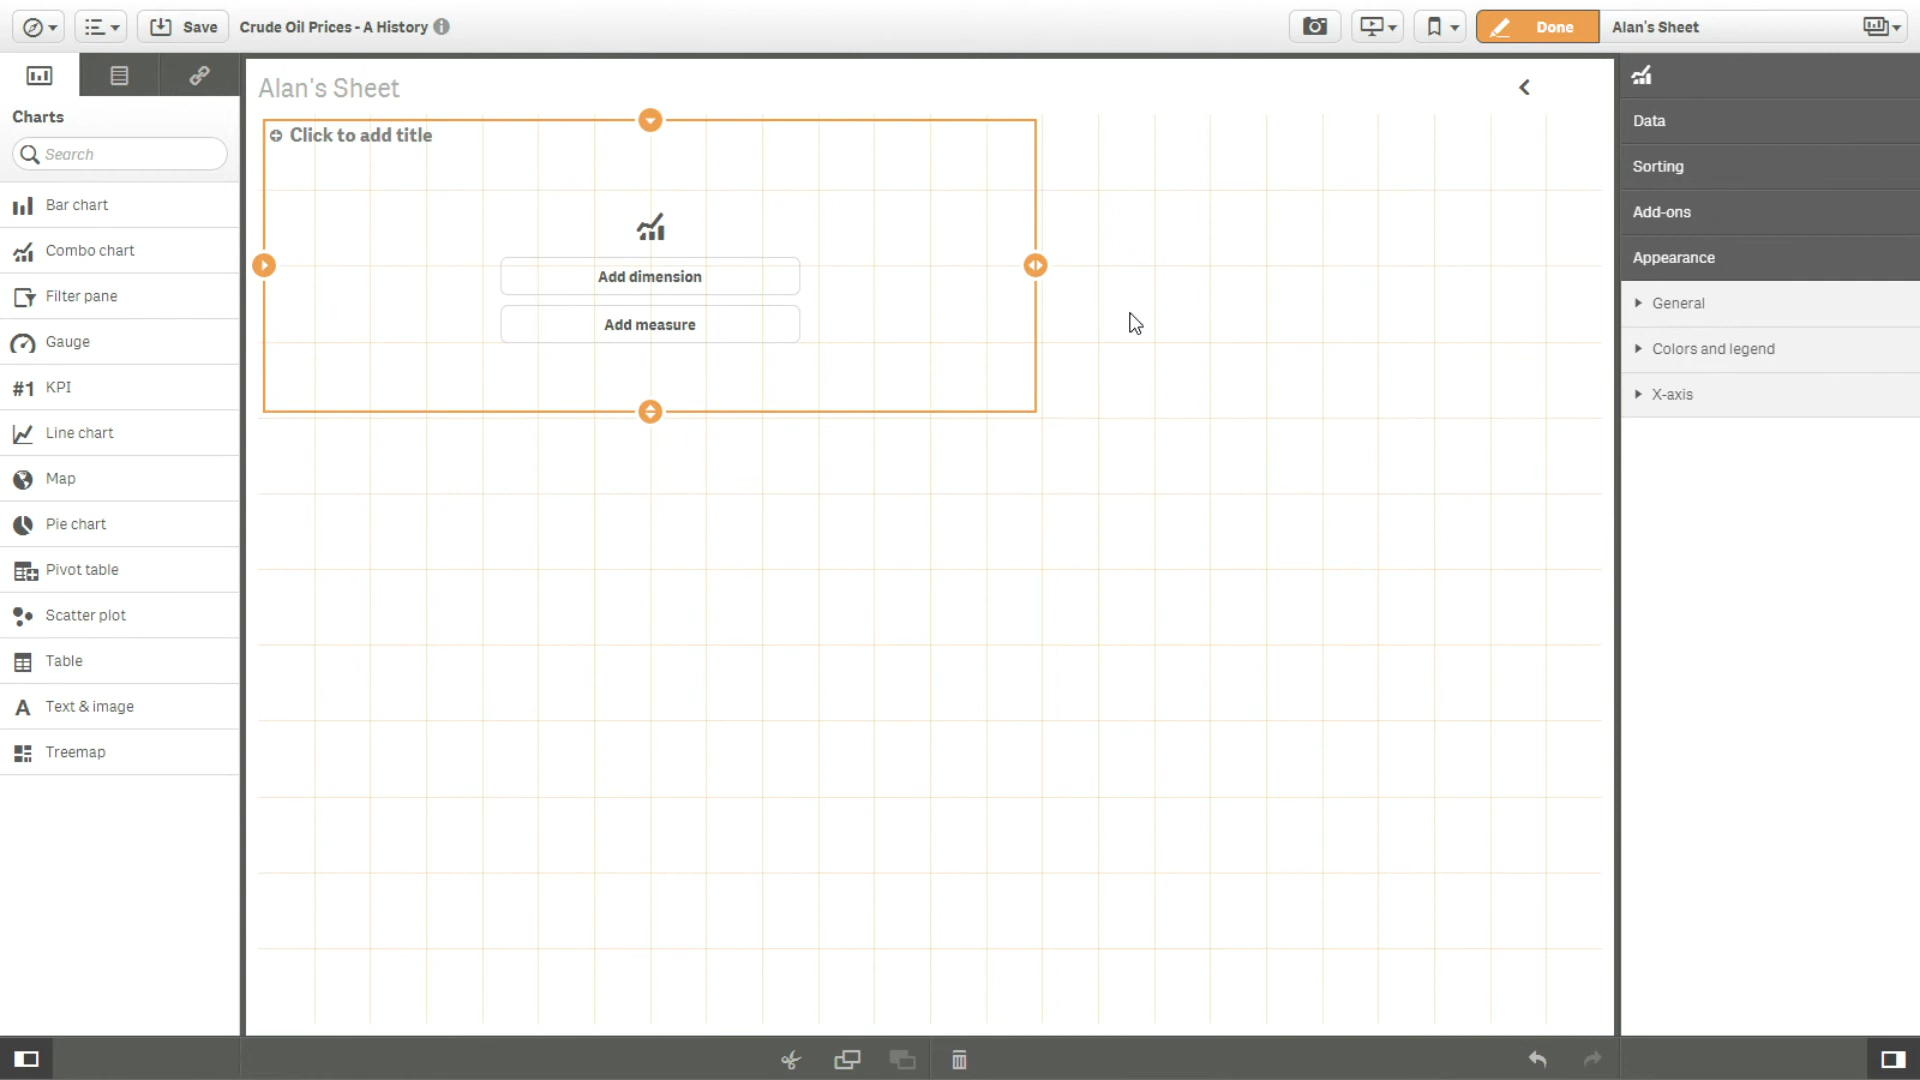 Save
Crude Oil Prices - A History
Done
Alan's Sheet
Charts
Search
Bar chart
Combo chart
Filter pane
Gauge
#1 KPI
Line chart
Map
Pie chart
Pivot table
Scatter plot
Table
A Text & image
Treemap
Alan's Sheet
Click to add title
Add dimension
Add measure
Data
Sorting
Add-ons
Appearance
General
Colors and legend
X-axis